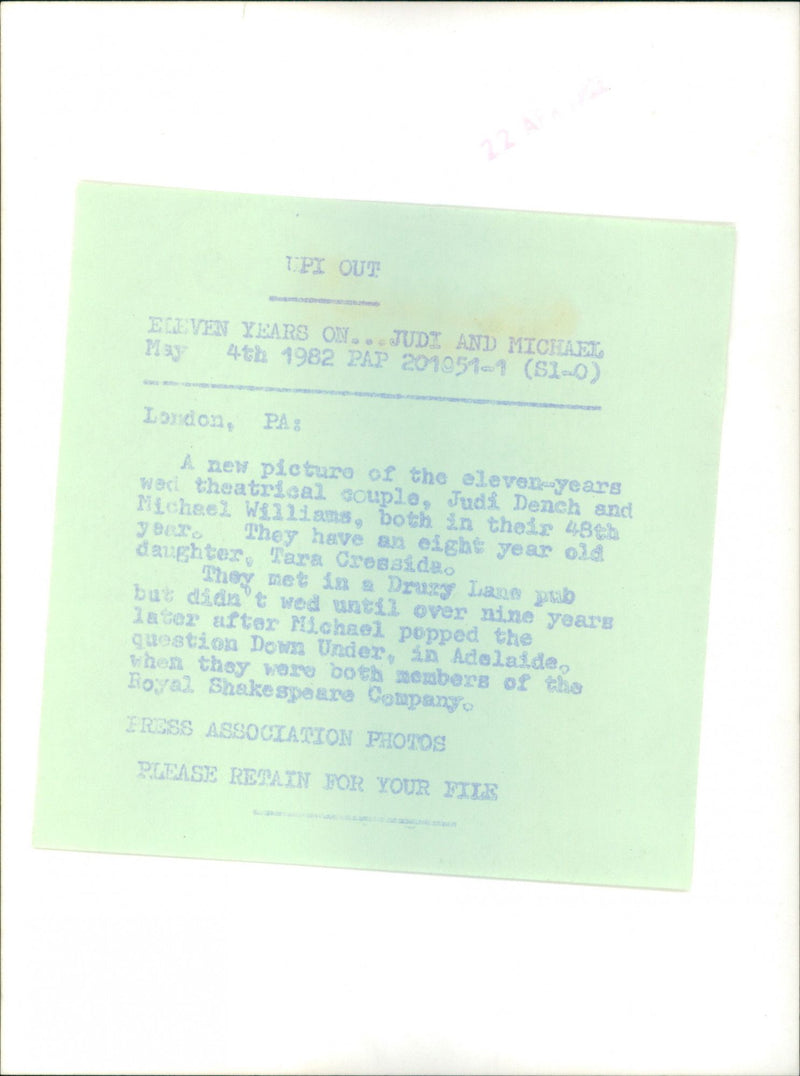 22
UPI OUT
ELEVEN YEARS ON...JUDI AND MICHAEL
May 4th 1982 PAP 201051-1 (S1-0)
London, PA:
A new picture of the eleven-years
wed theatrical couple, Judi Dench and
Michael Williams, both in their 48th
year. They have an eight year old
daughter, Tara Cressida.
They met in a Drury Lane pub
but didn't wed until over nine years
later after Michael popped the
question Down Under, in Adelaide,
when they were both members of the
Royal Shakespeare Company.
PRESS ASSOCIATION PHOTOS
PLEASE RETAIN FOR YOUR FILE